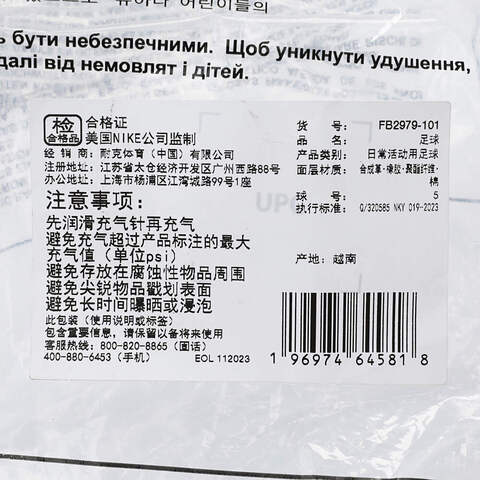 어린이들의
ь бути небезпечними. Щоб уникнути удушення,
далі від немовлят і дітей.
检
合格品
合格证
美国NIKE公司监制
经 销 商：耐克体育（中国）有限公司
注册地址：江苏省太仓经济开发区广州西路88号
办公地址：上海市杨浦区江湾城路99号1座
注意事项：
先润滑充气针再充气
避免充气超过产品标注的最大
充气值（单位psi）
避免存放在腐蚀性物品周围
避免尖锐物品戳划表面
避免长时间曝晒或浸泡
此包装（使用说明或标签）
包含重要信息，请保留以备将来使用
客服热线：800-820-8865（固话）
400-880-6453（手机）
EOL 112023
货 号： FB2979-101
品 名： 足球
产品类别： 日常活动用足球
面层材质： 合成革·橡胶·聚酯纤维·
棉
球 号： 5
执行标准： Q/320585 NKY 019-2023
产地：越南
1 96974 64581 8